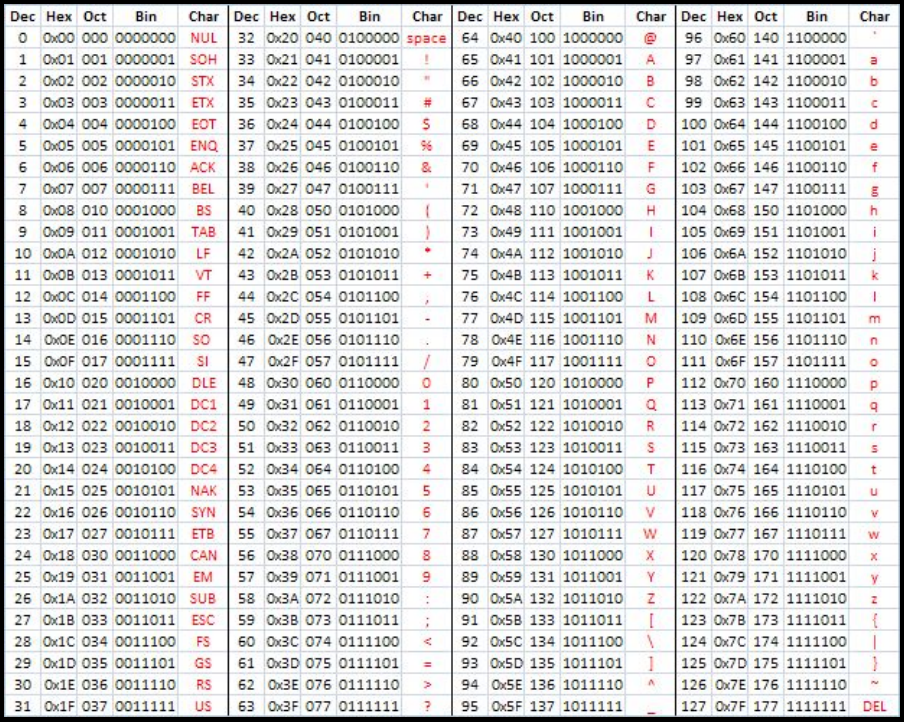 Dec Hex Oct Bin Char Dec Hex Oct Bin Char Dec Hex Oct Bin Char Dec Hex Oct Bin Char
0 0x00 000 0000000 NUL 32 0x20 040 0100000 space 64 0x40 100 1000000 @ 96 0x60 140 1100000 `
1 0x01 001 0000001 SOH 33 0x21 041 0100001 ! 65 0x41 101 1000001 A 97 0x61 141 1100001 a
2 0x02 002 0000010 STX 34 0x22 042 0100010 " 66 0x42 102 1000010 B 98 0x62 142 1100010 b
3 0x03 003 0000011 ETX 35 0x23 043 0100011 # 67 0x43 103 1000011 C 99 0x63 143 1100011 c
4 0x04 004 0000100 EOT 36 0x24 044 0100100 $ 68 0x44 104 1000100 D 100 0x64 144 1100100 d
5 0x05 005 0000101 ENQ 37 0x25 045 0100101 % 69 0x45 105 1000101 E 101 0x65 145 1100101 e
6 0x06 006 0000110 ACK 38 0x26 046 0100110 & 70 0x46 106 1000110 F 102 0x66 146 1100110 f
7 0x07 007 0000111 BEL 39 0x27 047 0100111 ' 71 0x47 107 1000111 G 103 0x67 147 1100111 g
8 0x08 010 0001000 BS 40 0x28 050 0101000 ( 72 0x48 110 1001000 H 104 0x68 150 1101000 h
9 0x09 011 0001001 TAB 41 0x29 051 0101001 ) 73 0x49 111 1001001 I 105 0x69 151 1101001 i
10 0x0A 012 0001010 LF 42 0x2A 052 0101010 * 74 0x4A 112 1001010 J 106 0x6A 152 1101010 j
11 0x0B 013 0001011 VT 43 0x2B 053 0101011 + 75 0x4B 113 1001011 K 107 0x6B 153 1101011 k
12 0x0C 014 0001100 FF 44 0x2C 054 0101100 , 76 0x4C 114 1001100 L 108 0x6C 154 1101100 l
13 0x0D 015 0001101 CR 45 0x2D 055 0101101 - 77 0x4D 115 1001101 M 109 0x6D 155 1101101 m
14 0x0E 016 0001110 SO 46 0x2E 056 0101110 . 78 0x4E 116 1001110 N 110 0x6E 156 1101110 n
15 0x0F 017 0001111 SI 47 0x2F 057 0101111 / 79 0x4F 117 1001111 O 111 0x6F 157 1101111 o
16 0x10 020 0010000 DLE 48 0x30 060 0110000 0 80 0x50 120 1010000 P 112 0x70 160 1110000 p
17 0x11 021 0010001 DC1 49 0x31 061 0110001 1 81 0x51 121 1010001 Q 113 0x71 161 1110001 q
18 0x12 022 0010010 DC2 50 0x32 062 0110010 2 82 0x52 122 1010010 R 114 0x72 162 1110010 r
19 0x13 023 0010011 DC3 51 0x33 063 0110011 3 83 0x53 123 1010011 S 115 0x73 163 1110011 s
20 0x14 024 0010100 DC4 52 0x34 064 0110100 4 84 0x54 124 1010100 T 116 0x74 164 1110100 t
21 0x15 025 0010101 NAK 53 0x35 065 0110101 5 85 0x55 125 1010101 U 117 0x75 165 1110101 u
22 0x16 026 0010110 SYN 54 0x36 066 0110110 6 86 0x56 126 1010110 V 118 0x76 166 1110110 v
23 0x17 027 0010111 ETB 55 0x37 067 0110111 7 87 0x57 127 1010111 W 119 0x77 167 1110111 w
24 0x18 030 0011000 CAN 56 0x38 070 0111000 8 88 0x58 130 1011000 X 120 0x78 170 1111000 x
25 0x19 031 0011001 EM 57 0x39 071 0111001 9 89 0x59 131 1011001 Y 121 0x79 171 1111001 y
26 0x1A 032 0011010 SUB 58 0x3A 072 0111010 : 90 0x5A 132 1011010 Z 122 0x7A 172 1111010 z
27 0x1B 033 0011011 ESC 59 0x3B 073 0111011 ; 91 0x5B 133 1011011 [ 123 0x7B 173 1111011 {
28 0x1C 034 0011100 FS 60 0x3C 074 0111100 < 92 0x5C 134 1011100 \ 124 0x7C 174 1111100 |
29 0x1D 035 0011101 GS 61 0x3D 075 0111101 = 93 0x5D 135 1011101 ] 125 0x7D 175 1111101 }
30 0x1E 036 0011110 RS 62 0x3E 076 0111110 > 94 0x5E 136 1011110 ^ 126 0x7E 176 1111110 ~
31 0x1F 037 0011111 US 63 0x3F 077 0111111 ? 95 0x5F 137 1011111 _ 127 0x7F 177 1111111 DEL